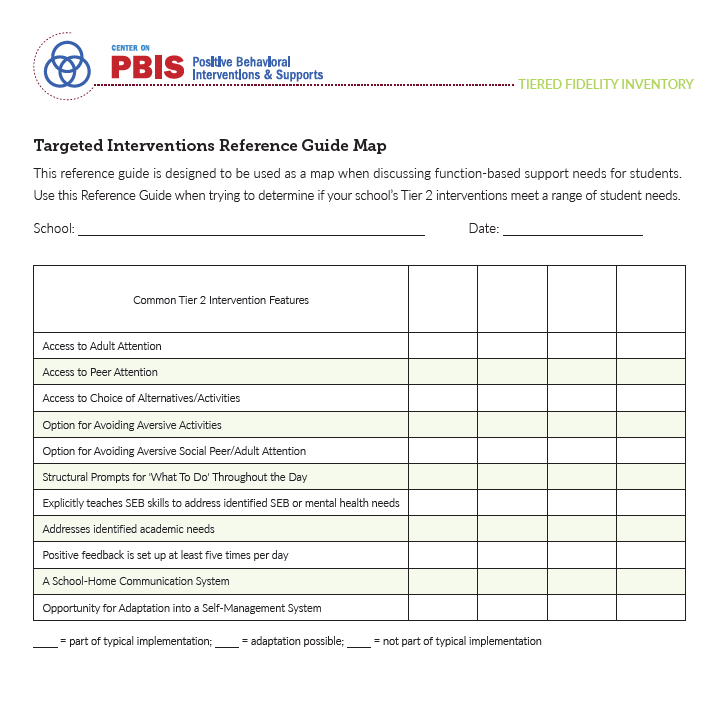 CENTER ON
PBIS
Positive Behavioral
Interventions & Supports
TIERED FIDELITY INVENTORY
Targeted Interventions Reference Guide Map
This reference guide is designed to be used as a map when discussing function-based support needs for students.
Use this Reference Guide when trying to determine if your school's Tier 2 interventions meet a range of student needs.
School: ____________________ Date: ____________________
Common Tier 2 Intervention Features
Access to Adult Attention
Access to Peer Attention
Access to Choice of Alternatives/Activities
Option for Avoiding Aversive Activities
Option for Avoiding Aversive Social Peer/Adult Attention
Structural Prompts for ‘What To Do’ Throughout the Day
Explicitly teaches SEB skills to address identified SEB or mental health needs
Addresses identified academic needs
Positive feedback is set up at least five times per day
A School-Home Communication System
Opportunity for Adaptation into a Self-Management System
____ = part of typical implementation; ____ = adaptation possible; ____ = not part of typical implementation